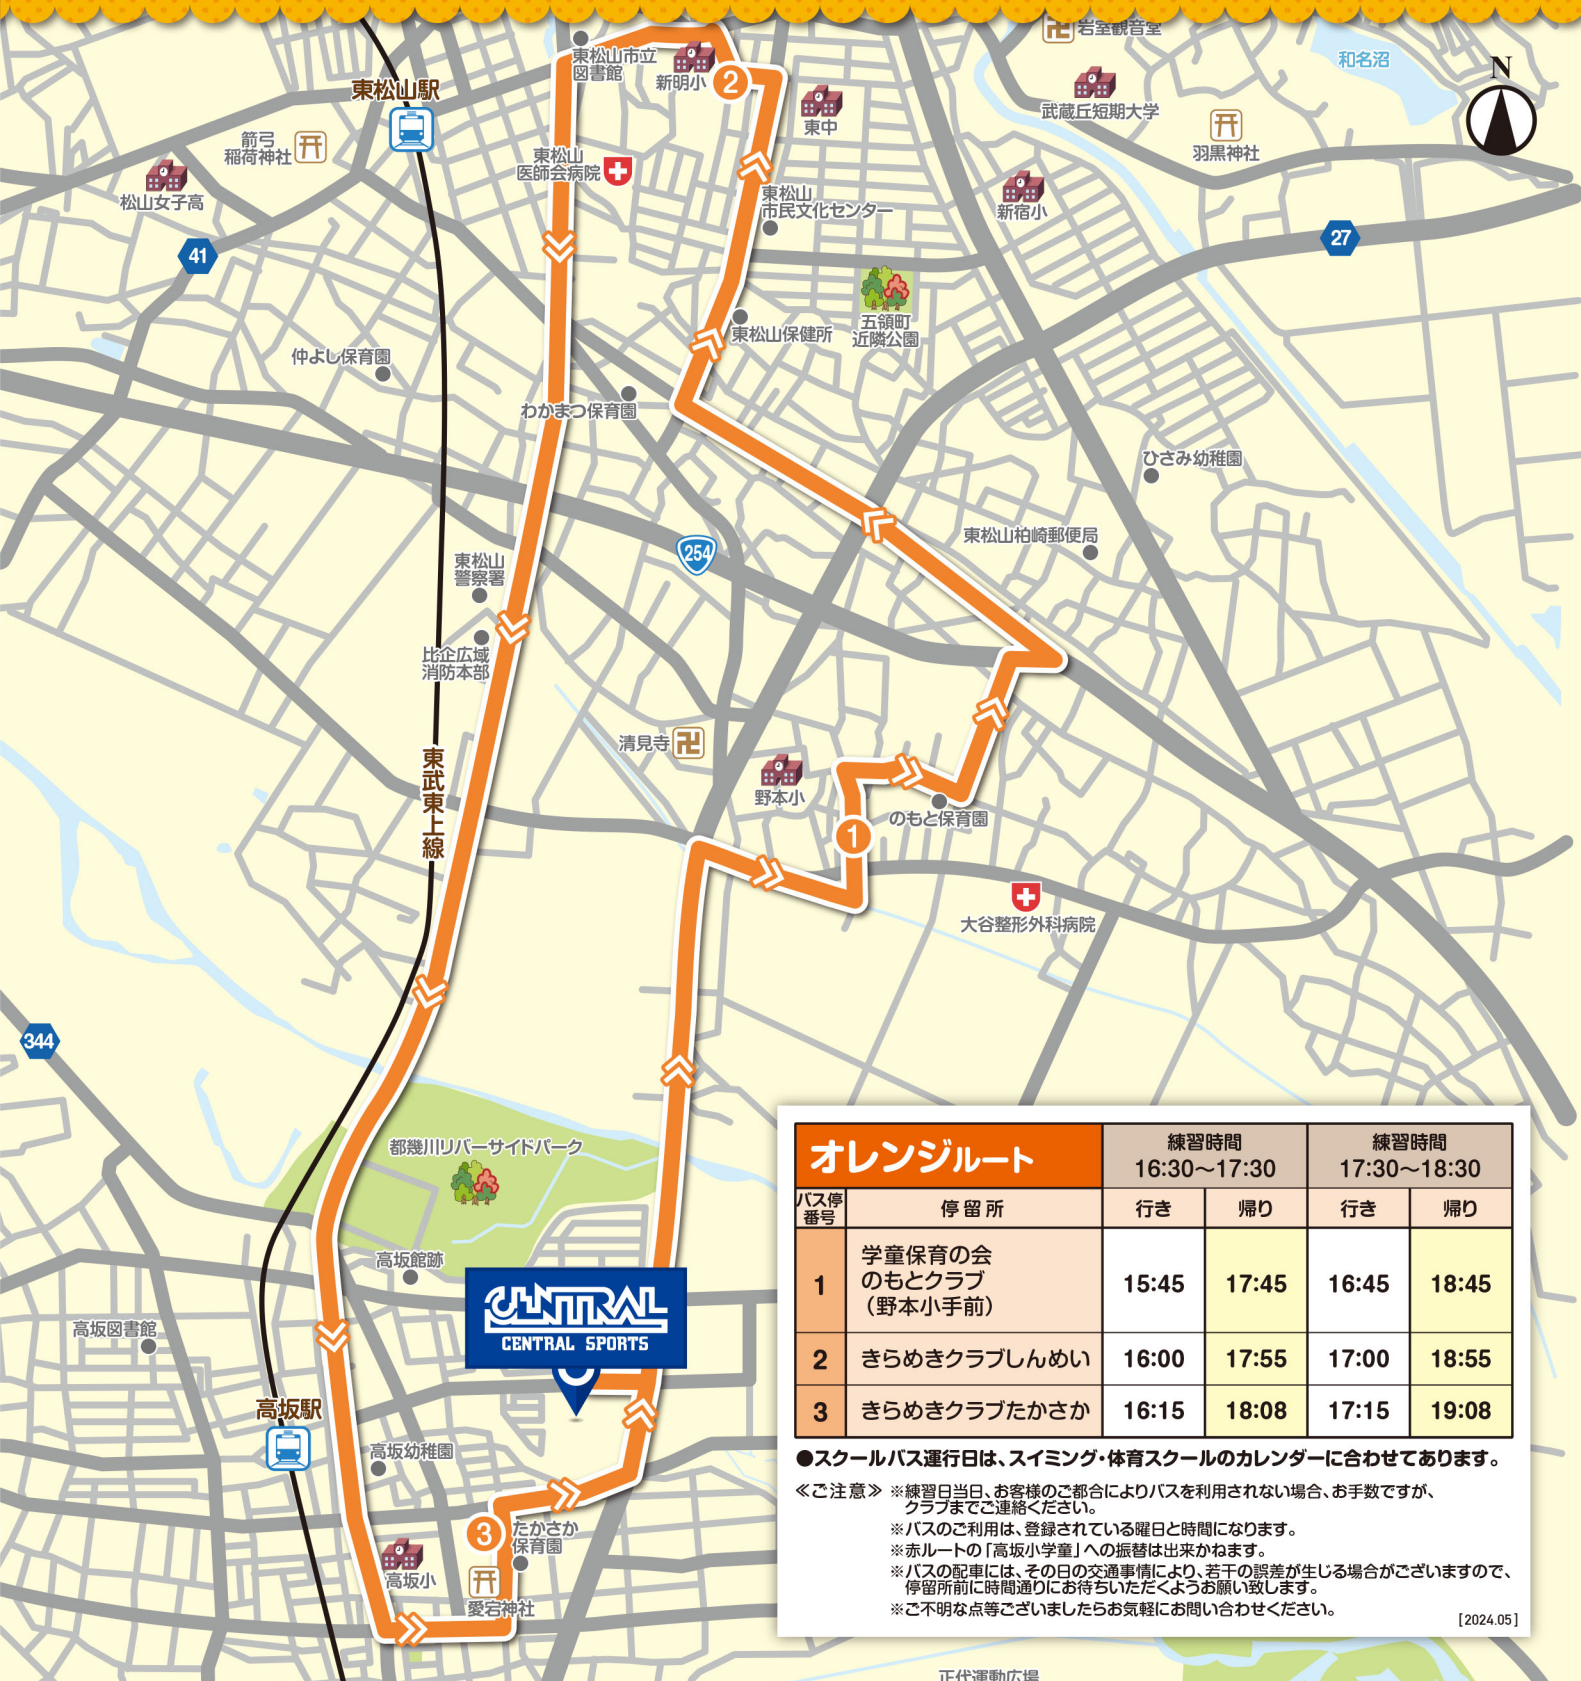 岩室観音堂
和名沼
N
東松山市立
図書館
新明小
2
東松山駅
武蔵丘短期大学
東中
箭弓
稲荷神社
羽黒神社
東松山
医師会病院
松山女子高
東松山
市民文化センター
新宿小
27
41
東松山保健所
五領町
近隣公園
仲よし保育園
わかまつ保育園
ひさみ幼稚園
東松山柏崎郵便局
254
東松山
警察署
比企広域
消防本部
清見寺
東武東上線
野本小
のもと保育園
1
大谷整形外科病院
344
都幾川リバーサイドパーク
高坂館跡
CENTRAL
CENTRAL SPORTS
高坂図書館
高坂駅
高坂幼稚園
3
たかさか
保育園
高坂小
愛宕神社
正代運動広場
オレンジルート
練習時間
16:30〜17:30
練習時間
17:30〜18:30
バス停
番号
停留所
行き
帰り
行き
帰り
1
学童保育の会
のもとクラブ
（野本小手前）
15:45
17:45
16:45
18:45
2
きらめきクラブしんめい
16:00
17:55
17:00
18:55
3
きらめきクラブたかさか
16:15
18:08
17:15
19:08
●スクールバス運行日は、スイミング・体育スクールのカレンダーに合わせてあります。
≪ご注意≫ ※練習日当日、お客様のご都合によりバスを利用されない場合、お手数ですが、
クラブまでご連絡ください。
※バスのご利用は、登録されている曜日と時間になります。
※赤ルートの「高坂小学童」への振替は出来かねます。
※バスの配車には、その日の交通事情により、若干の誤差が生じる場合がございますので、
停留所前に時間通りにお待ちいただくようお願い致します。
※ご不明な点等ございましたらお気軽にお問い合わせください。
[2024.05]